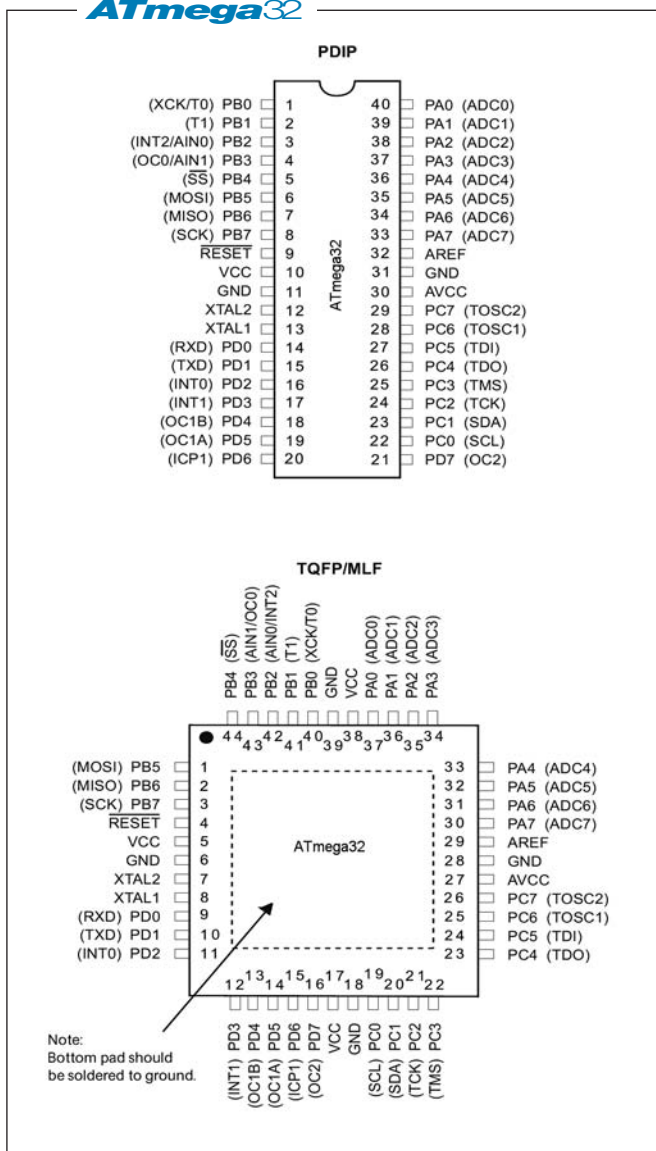 ATmega32
PDIP
(XCK/T0) PB0 1 40 PA0 (ADC0)
(T1) PB1 2 39 PA1 (ADC1)
(INT2/AIN0) PB2 3 38 PA2 (ADC2)
(OC0/AIN1) PB3 4 37 PA3 (ADC3)
(SS) PB4 5 36 PA4 (ADC4)
(MOSI) PB5 6 35 PA5 (ADC5)
(MISO) PB6 7 34 PA6 (ADC6)
(SCK) PB7 8 33 PA7 (ADC7)
RESET 9 32 AREF
VCC 10 31 GND
GND 11 30 AVCC
XTAL2 12 29 PC7 (TOSC2)
XTAL1 13 28 PC6 (TOSC1)
(RXD) PD0 14 27 PC5 (TDI)
(TXD) PD1 15 26 PC4 (TDO)
(INT0) PD2 16 25 PC3 (TMS)
(INT1) PD3 17 24 PC2 (TCK)
(OC1B) PD4 18 23 PC1 (SDA)
(OC1A) PD5 19 22 PC0 (SCL)
(ICP1) PD6 20 21 PD7 (OC2)
ATmega32
TQFP/MLF
PB4 (SS)
PB3 (AIN1/OC0)
PB2 (AIN0/INT2)
PB1 (T1)
PB0 (XCK/T0)
GND
VCC
PA0 (ADC0)
PA1 (ADC1)
PA2 (ADC2)
PA3 (ADC3)
44 43 42 41 40 39 38 37 36 35 34
(MOSI) PB5 1 33 PA4 (ADC4)
(MISO) PB6 2 32 PA5 (ADC5)
(SCK) PB7 3 31 PA6 (ADC6)
RESET 4 30 PA7 (ADC7)
VCC 5 29 AREF
GND 6 28 GND
XTAL2 7 27 AVCC
XTAL1 8 26 PC7 (TOSC2)
(RXD) PD0 9 25 PC6 (TOSC1)
(TXD) PD1 10 24 PC5 (TDI)
(INT0) PD2 11 23 PC4 (TDO)
ATmega32
12 13 14 15 16 17 18 19 20 21 22
(INT1) PD3
(OC1B) PD4
(OC1A) PD5
(ICP1) PD6
(OC2) PD7
VCC
GND
(SCL) PC0
(SDA) PC1
(TCK) PC2
(TMS) PC3
Note:
Bottom pad should
be soldered to ground.